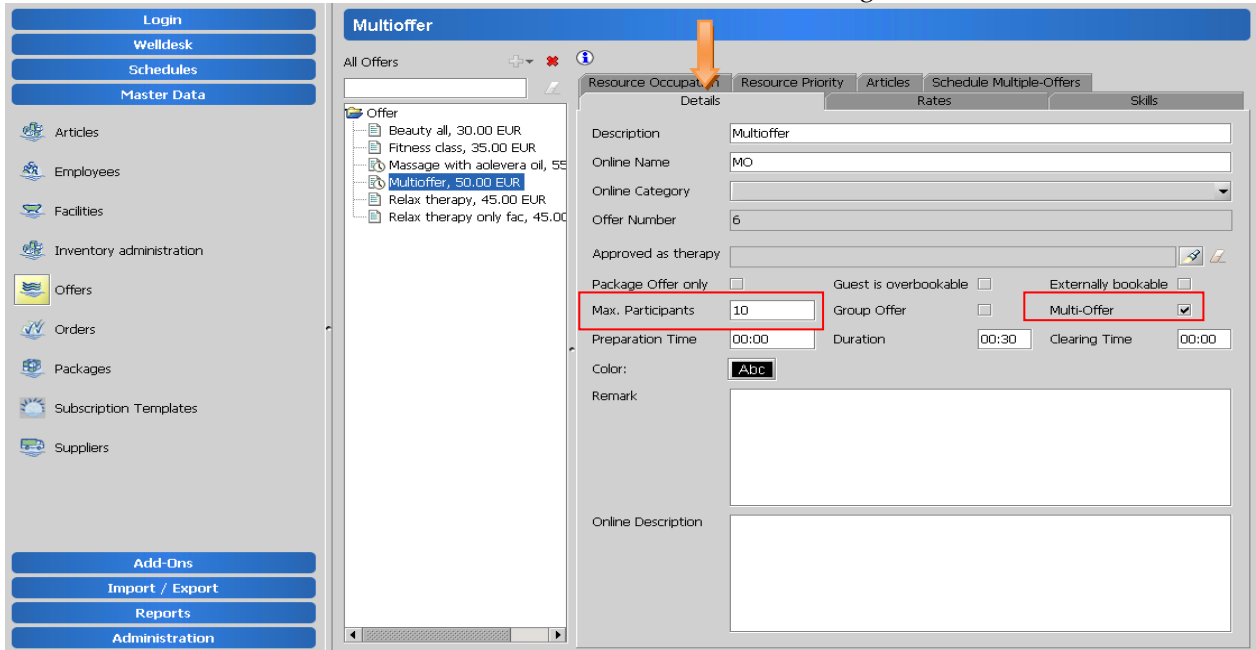 Login
Welldesk
Schedules
Master Data
Articles
Employees
Facilities
Inventory administration
Offers
Orders
Packages
Subscription Templates
Suppliers
Add-Ons
Import / Export
Reports
Administration
Multioffer
All Offers
Offer
Beauty all, 30.00 EUR
Fitness class, 35.00 EUR
Massage with aolevera oil, 55
Multioffer, 50.00 EUR
Relax therapy, 45.00 EUR
Relax therapy only fac, 45.00
Resource Occupation Resource Priority Articles Schedule Multiple-Offers
Details Rates Skills
Description Multioffer
Online Name MO
Online Category
Offer Number 6
Approved as therapy
Package Offer only Guest is overbookable Externally bookable
Max. Participants 10 Group Offer Multi-Offer
Preparation Time 00:00 Duration 00:30 Clearing Time 00:00
Color: Abc
Remark
Online Description